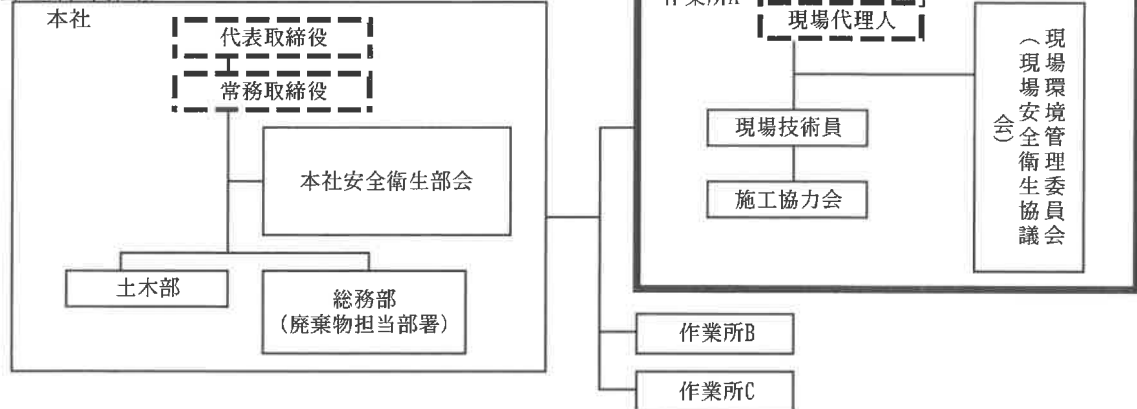 本社
代表取締役
常務取締役
本社安全衛生部会
土木部
総務部
（廃棄物担当部署）
現場代理人
現場技術員
施工協力会
現場環境管理委員会
（現場安全衛生協議
会）
作業所B
作業所C